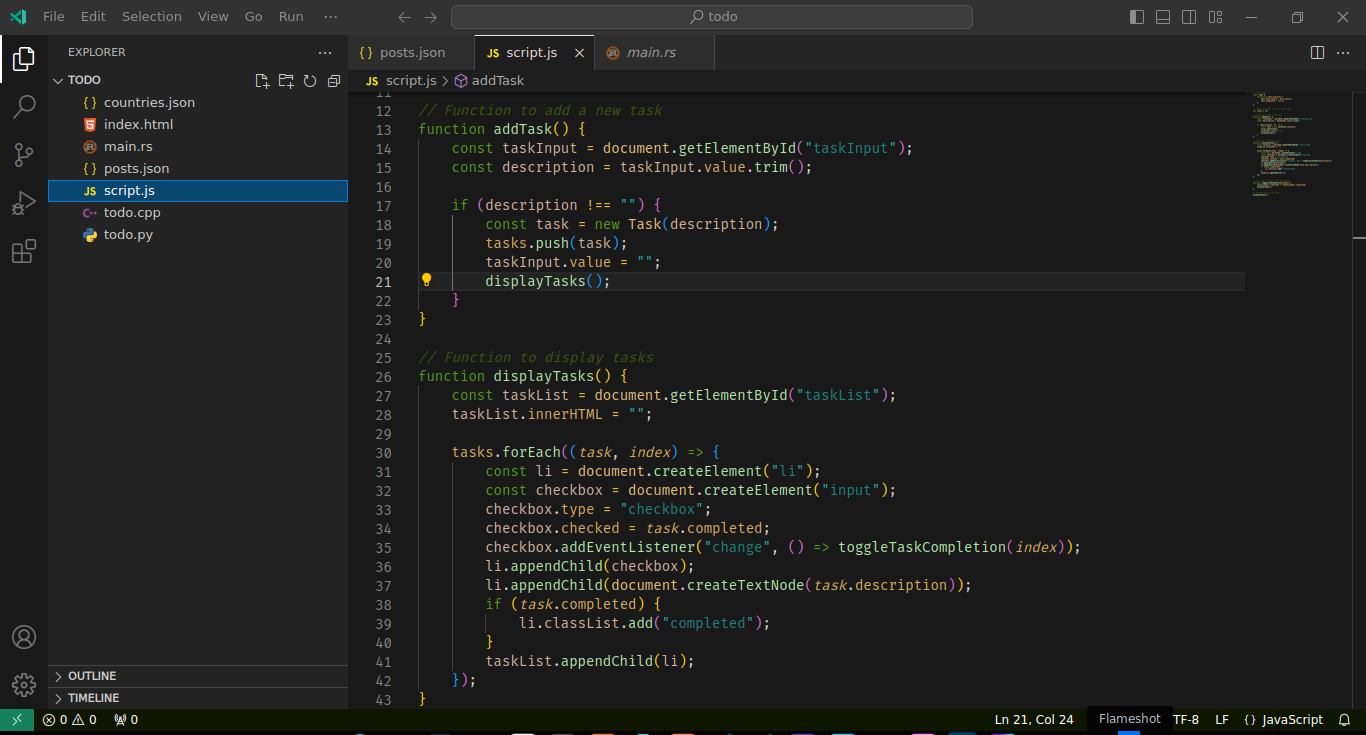 File Edit Selection View Go Run ···
todo
EXPLORER
TODO
{ } countries.json
index.html
main.rs
{ } posts.json
JS script.js
C++ todo.cpp
todo.py
OUTLINE
TIMELINE
{ } posts.json
JS script.js
main.rs
JS script.js > addTask
11
12 // Function to add a new task
13 function addTask() {
14 const taskInput = document.getElementById("taskInput");
15 const description = taskInput.value.trim();
16
17 if (description !== "") {
18 const task = new Task(description);
19 tasks.push(task);
20 taskInput.value = "";
21 displayTasks();
22 }
23 }
24
25 // Function to display tasks
26 function displayTasks() {
27 const taskList = document.getElementById("taskList");
28 taskList.innerHTML = "";
29
30 tasks.forEach((task, index) => {
31 const li = document.createElement("li");
32 const checkbox = document.createElement("input");
33 checkbox.type = "checkbox";
34 checkbox.checked = task.completed;
35 checkbox.addEventListener("change", () => toggleTaskCompletion(index));
36 li.appendChild(checkbox);
37 li.appendChild(document.createTextNode(task.description));
38 if (task.completed) {
39 li.classList.add("completed");
40 }
41 taskList.appendChild(li);
42 });
43 }
0 0 0
Ln 21, Col 24
Flameshot
TF-8 LF { } JavaScript